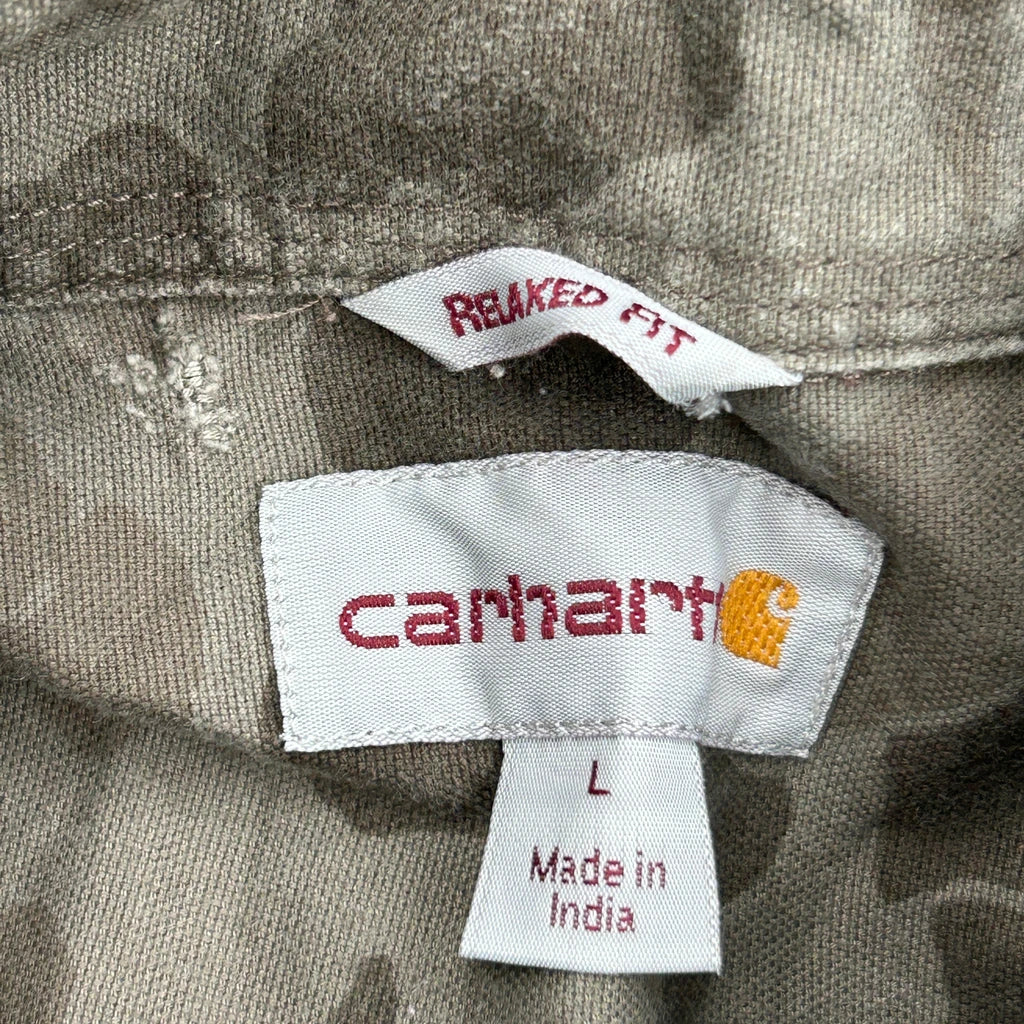 RELAXED FIT
carhartt
L
Made in
India